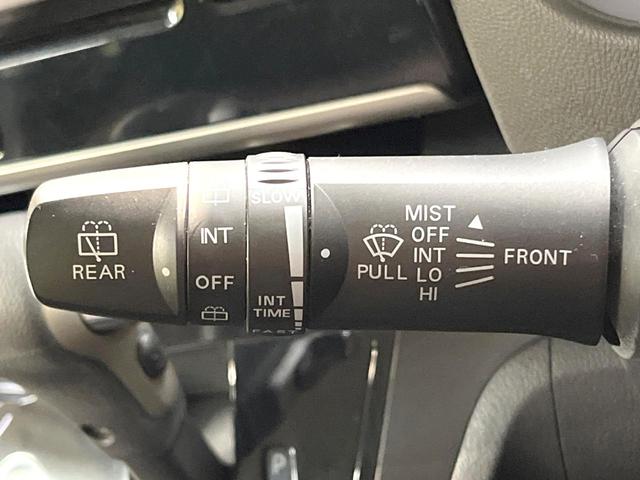 REAR
INT
OFF
SLOW
INT
TIME
FAST
PULL
MIST
OFF
INT
LO
HI
FRONT
P